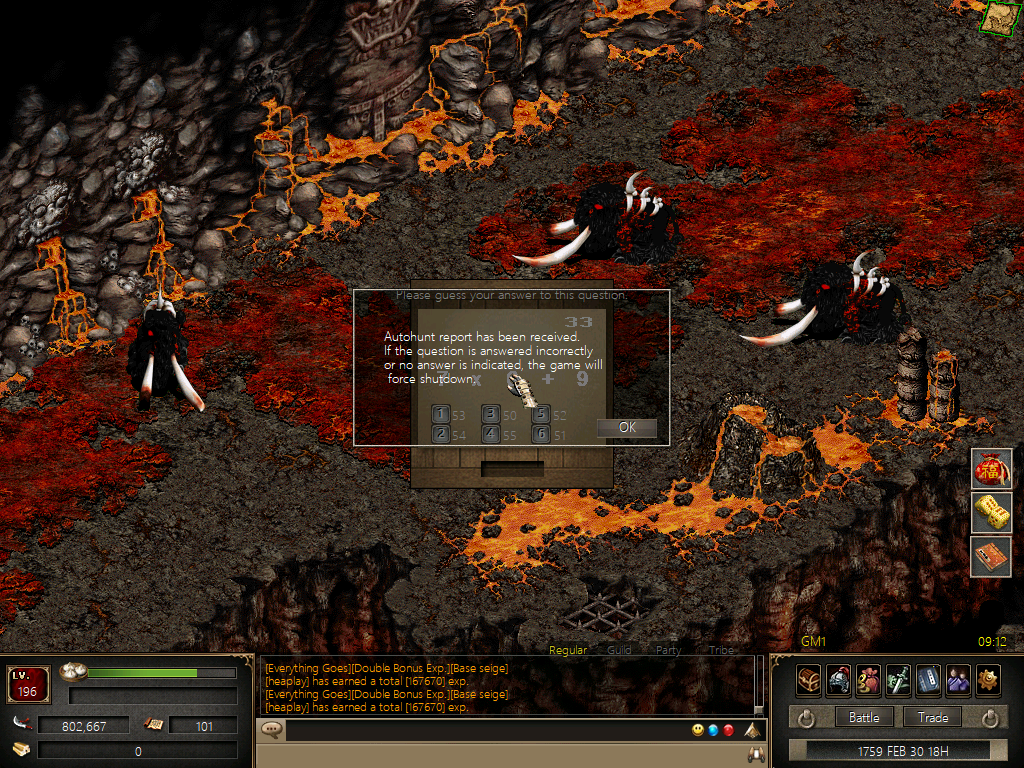 Please guess your answer to this question.
33
Autohunt report has been received.
If the question is answered incorrectly
or no answer is indicated, the game will
force shutdown.
x + 9
1 53 3 50 5 52
2 54 4 55 6 51
OK
福
GM1
09:12
Regular Guild Party Tribe
LV.
196
802,667
101
0
[Everything Goes][Double Bonus Exp.][Base seige]
[heaplay] has earned a total [167670] exp.
[Everything Goes][Double Bonus Exp.][Base seige]
[heaplay] has earned a total [167670] exp.
Battle Trade
1759 FEB 30 18H